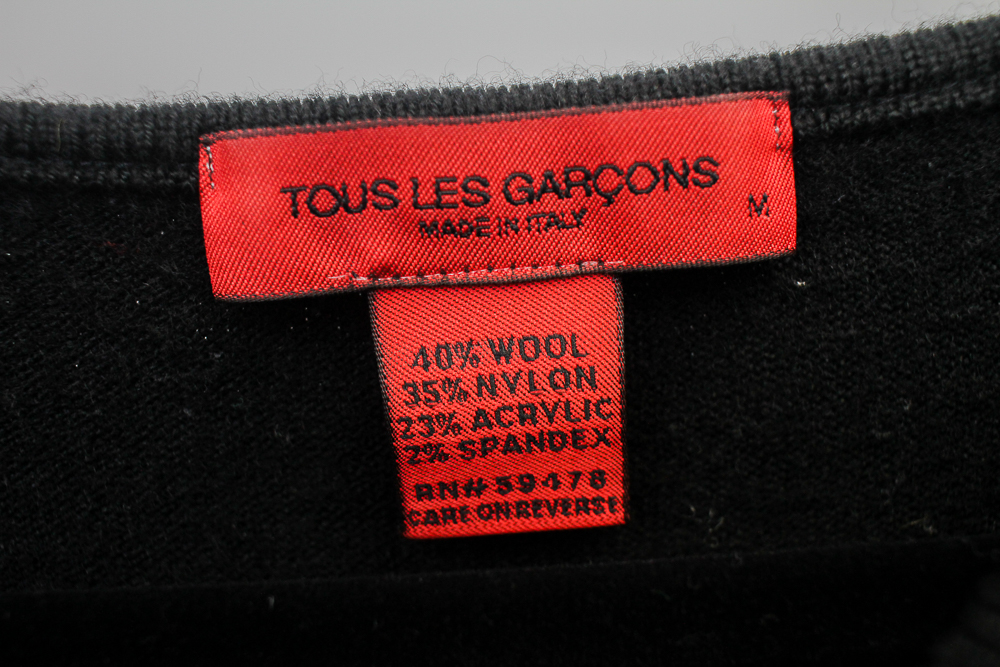 TOUS LES GARÇONS
MADE IN ITALY
M
40% WOOL
35% NYLON
23% ACRYLIC
2% SPANDEX
RN# 59478
CARE ON REVERSE